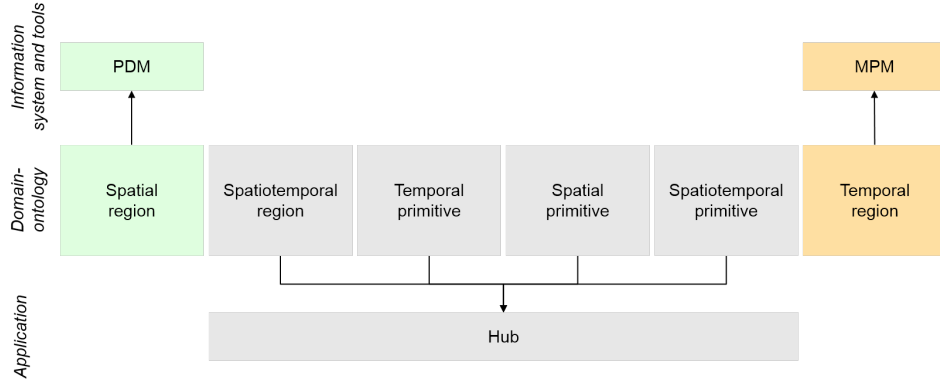 Information
system and tools
PDM
MPM
Domain-
ontology
Spatial
region
Spatiotemporal
region
Temporal
primitive
Spatial
primitive
Spatiotemporal
primitive
Temporal
region
Application
Hub